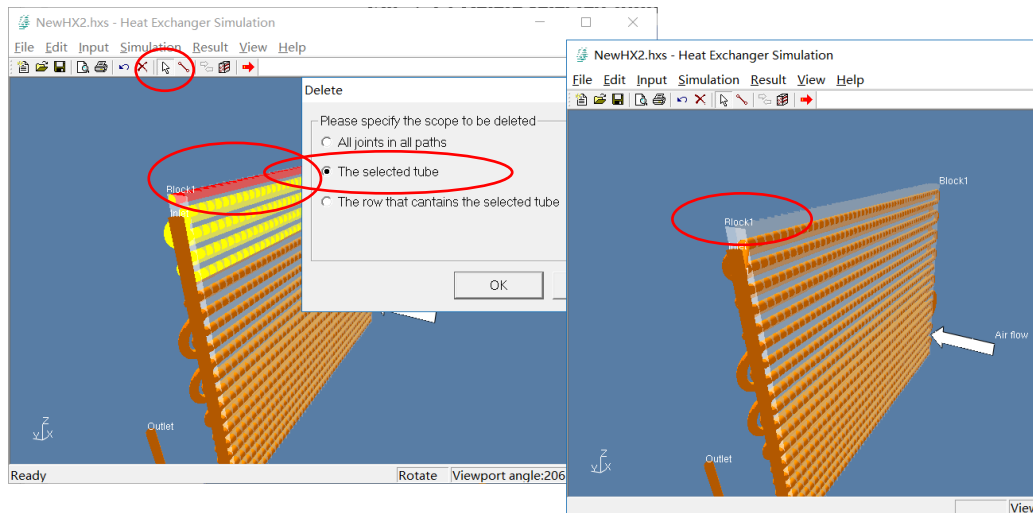 NewHX2.hxs - Heat Exchanger Simulation
File Edit Input Simulation Result View Help
Delete
Please specify the scope to be deleted
All joints in all paths
The selected tube
The row that cantains the selected tube
OK
Block1
Outlet
Z
Y X
Ready
Rotate Viewport angle:206
NewHX2.hxs - Heat Exchanger Simulation
File Edit Input Simulation Result View Help
Block1
Block1
Air flow
Outlet
Z
Y X
View